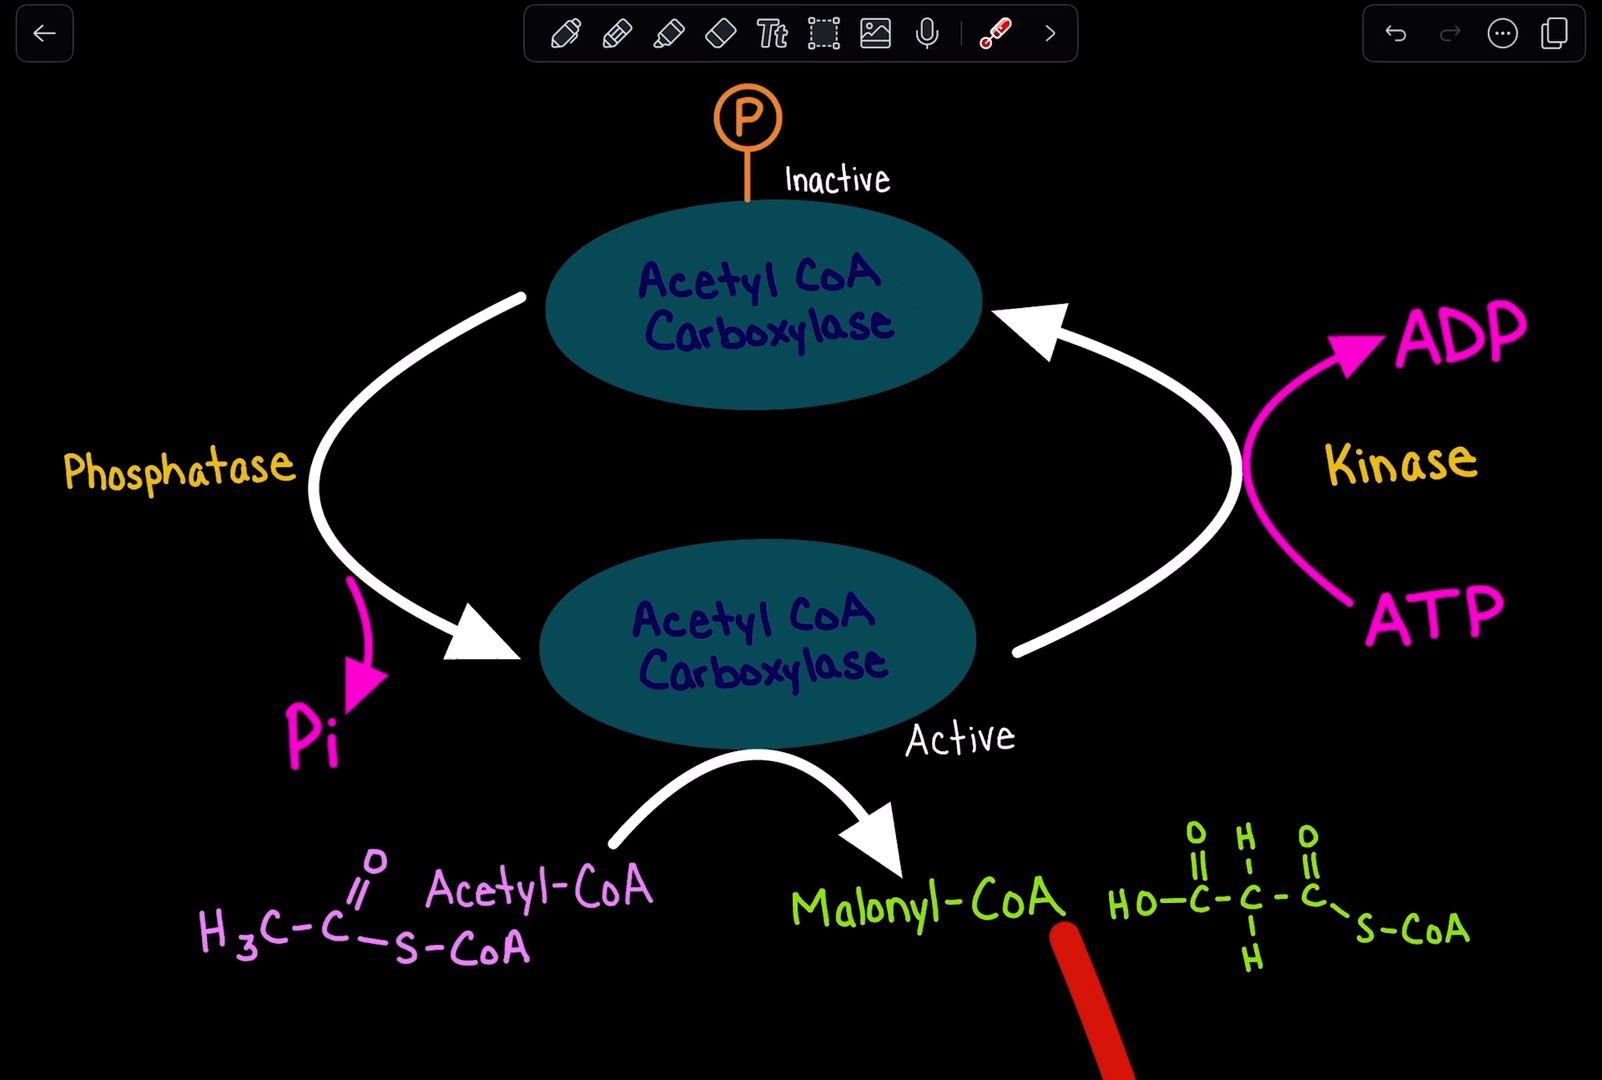 Tt
P
Inactive
Acetyl CoA
Carboxylase
ADP
Phosphatase
Kinase
ATP
Acetyl CoA
Carboxylase
Pi
Active
O
Acetyl-CoA
H3C-C
S-CoA
Malonyl-CoA
O H O
HO-C-C-C
S-CoA
H